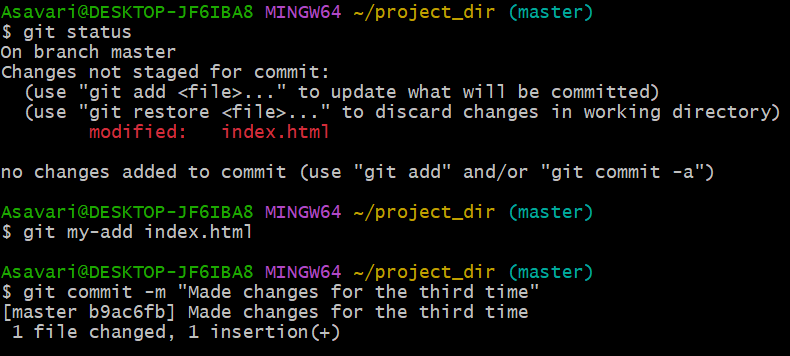 Asavari@DESKTOP-JF6IBA8 MINGW64 ~/project_dir (master)
$ git status
On branch master
Changes not staged for commit:
  (use "git add <file>..." to update what will be committed)
  (use "git restore <file>..." to discard changes in working directory)
        modified:   index.html

no changes added to commit (use "git add" and/or "git commit -a")

Asavari@DESKTOP-JF6IBA8 MINGW64 ~/project_dir (master)
$ git my-add index.html

Asavari@DESKTOP-JF6IBA8 MINGW64 ~/project_dir (master)
$ git commit -m "Made changes for the third time"
[master b9ac6fb] Made changes for the third time
 1 file changed, 1 insertion(+)